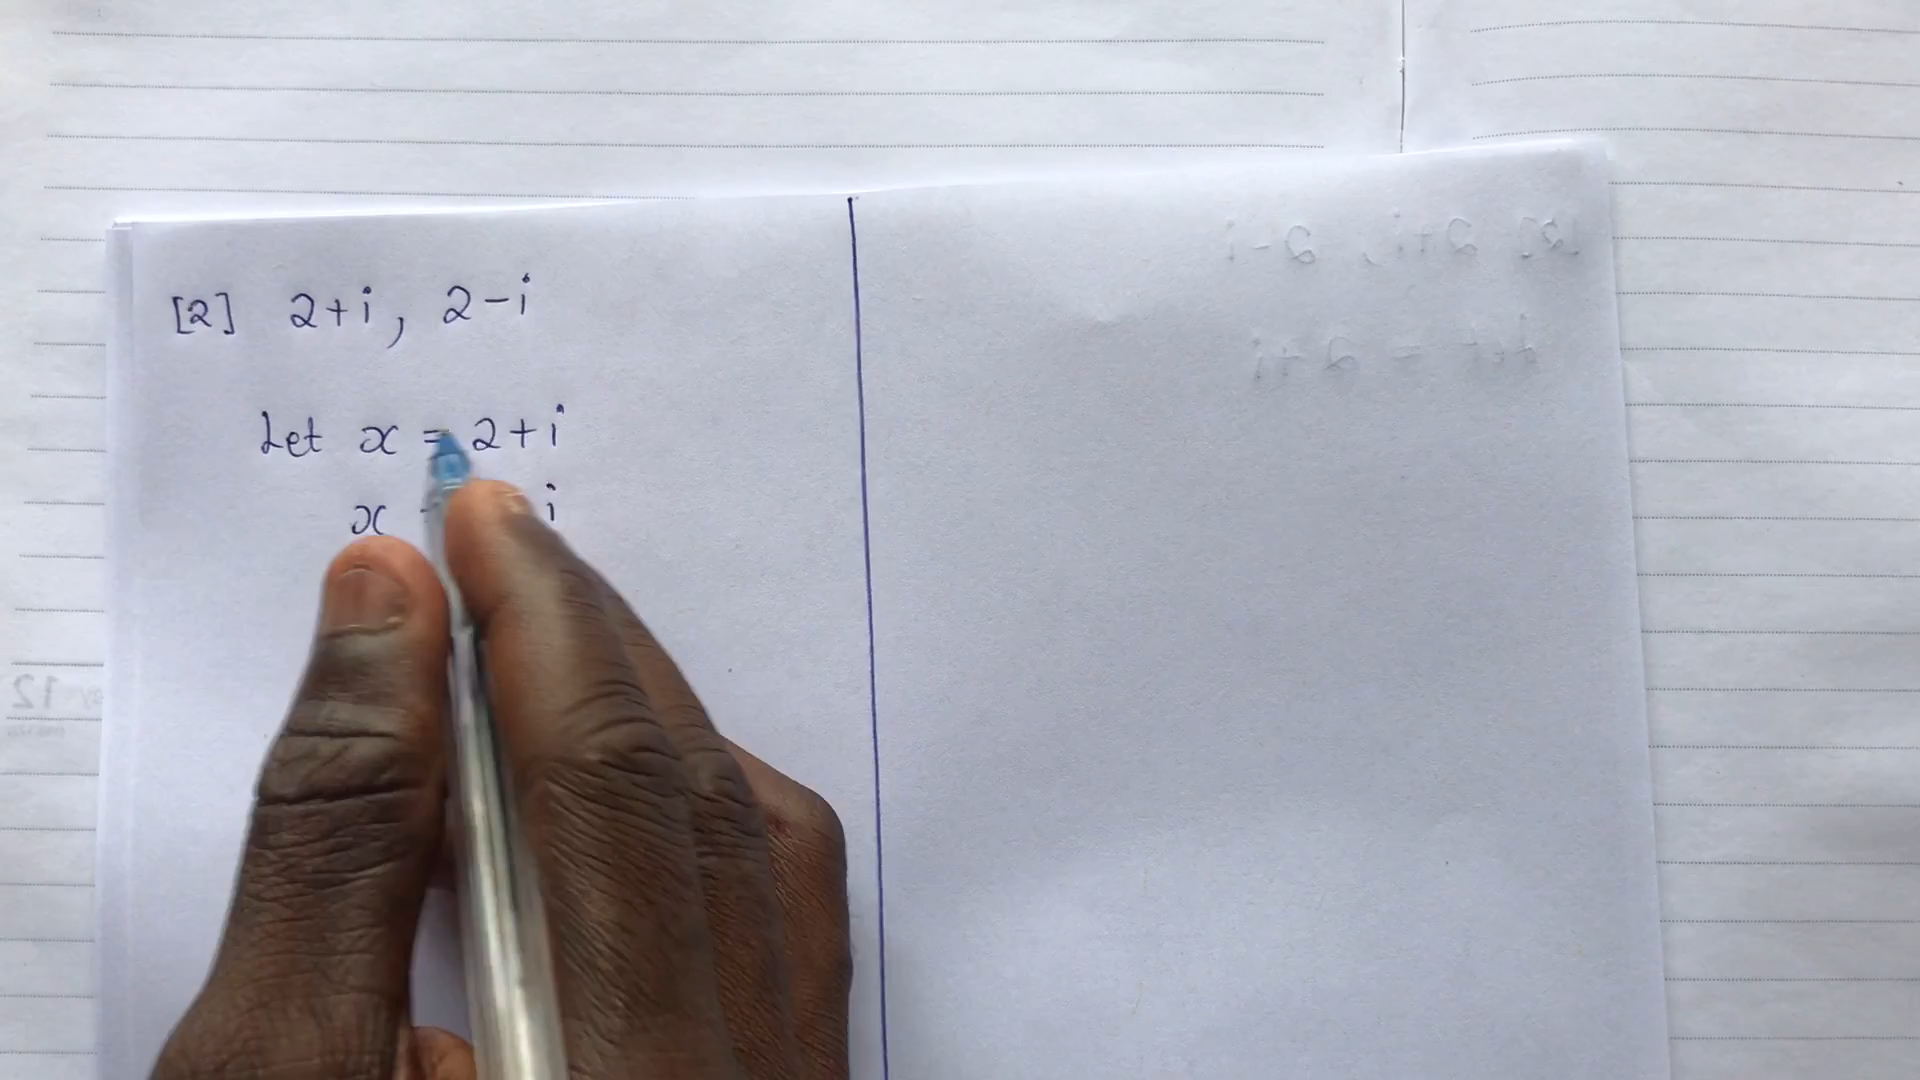 [2] 2+i, 2-i
Let x = 2+i
x i